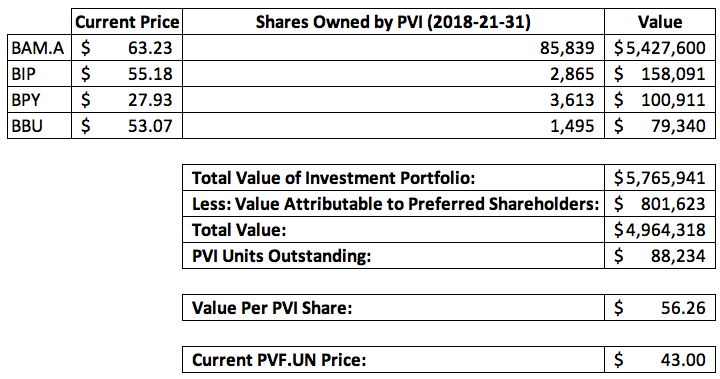 Current Price Shares Owned by PVI (2018-21-31) Value
BAM.A $ 63.23 85,839 $5,427,600
BIP $ 55.18 2,865 $ 158,091
BPY $ 27.93 3,613 $ 100,911
BBU $ 53.07 1,495 $ 79,340
Total Value of Investment Portfolio: $5,765,941
Less: Value Attributable to Preferred Shareholders: $ 801,623
Total Value: $4,964,318
PVI Units Outstanding: $ 88,234
Value Per PVI Share: $ 56.26
Current PVF.UN Price: $ 43.00